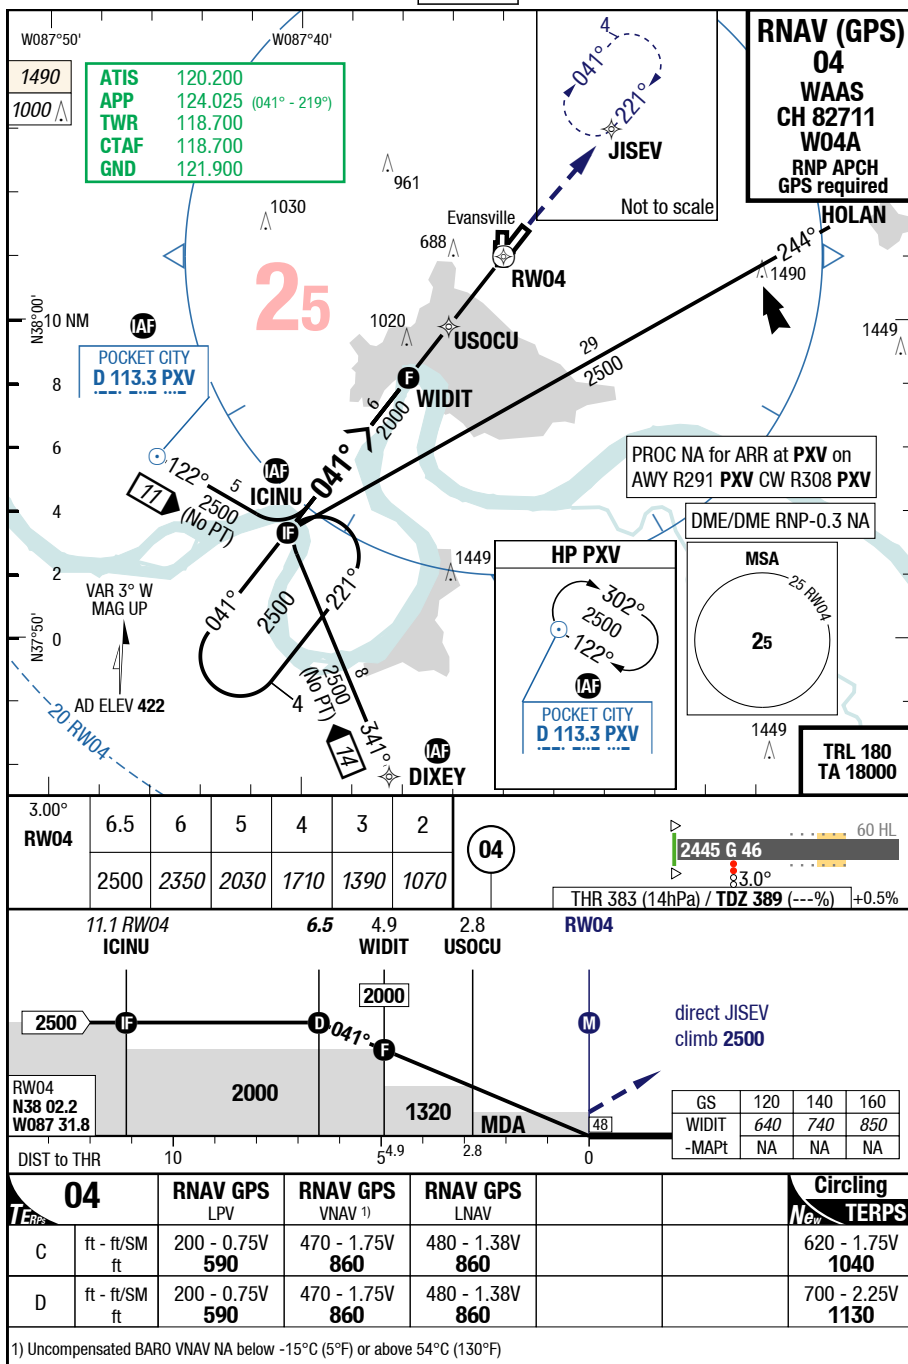 W087°50'
W087°40'
1490
1000
ATIS 120.200
APP 124.025 (041° - 219°)
TWR 118.700
CTAF 118.700
GND 121.900
4
041°
221°
JISEV
Not to scale
RNAV (GPS)
04
WAAS
CH 82711
W04A
RNP APCH
GPS required
HOLAN
961
1030
Evansville
688
RW04
244°
1490
25
N38°00'
10 NM
IAF
POCKET CITY
D 113.3 PXV
1020
USOCU
29
2500
1449
8
F
WIDIT
6
2000
6
122°
5
2500
(No PT)
11
IAF
ICINU
041°
PROC NA for ARR at PXV on
AWY R291 PXV CW R308 PXV
DME/DME RNP-0.3 NA
4
IF
2
1449
VAR 3° W
MAG UP
041°
2500
221°
HP PXV
302°
2500
122°
IAF
POCKET CITY
D 113.3 PXV
MSA
25 RW04
25
N37°50'
0
AD ELEV 422
20 RW04
4
8
2500
(No PT)
14
341°
IAF
DIXEY
1449
TRL 180
TA 18000
3.00°
RW04
6.5 6 5 4 3 2
2500 2350 2030 1710 1390 1070
04
60 HL
2445 G 46
3.0°
THR 383 (14hPa) / TDZ 389 (---%)
+0.5%
11.1 RW04 6.5 4.9 2.8 RW04
ICINU WIDIT USOCU
2500
IF
D
041°
2000
F
M
direct JISEV
climb 2500
RW04
N38 02.2
W087 31.8
2000
1320
MDA
48
GS 120 140 160
WIDIT 640 740 850
-MAPt NA NA NA
DIST to THR 10 5 4.9 2.8 0
TERPs 04
RNAV GPS
LPV
RNAV GPS
VNAV 1)
RNAV GPS
LNAV
Circling
New TERPS
C ft - ft/SM 200 - 0.75V 470 - 1.75V 480 - 1.38V 620 - 1.75V
ft 590 860 860 1040
D ft - ft/SM 200 - 0.75V 470 - 1.75V 480 - 1.38V 700 - 2.25V
ft 590 860 860 1130
1) Uncompensated BARO VNAV NA below -15°C (5°F) or above 54°C (130°F)